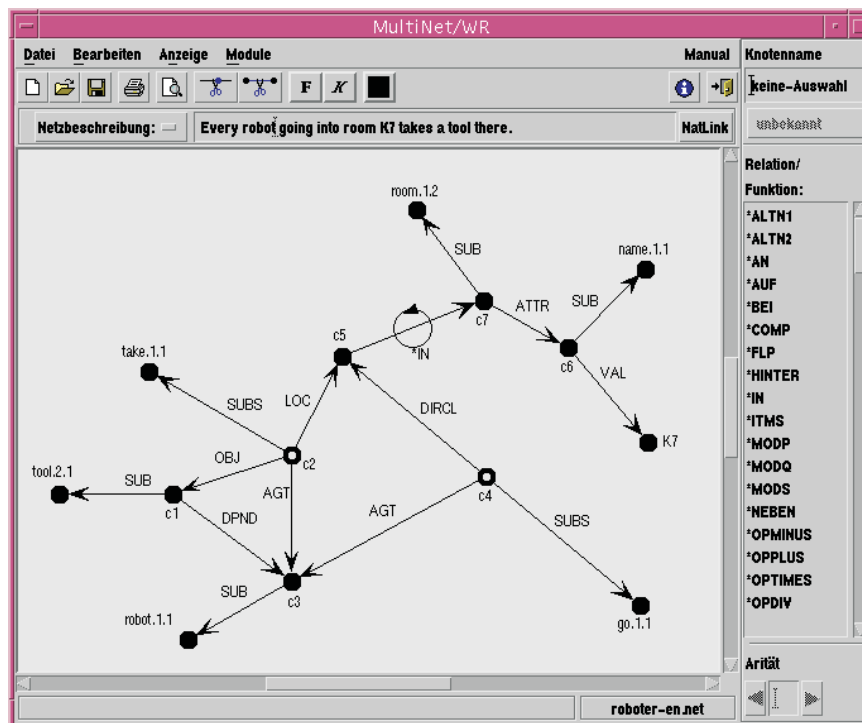 MultiNet/WR
Datei Bearbeiten Anzeige Module Manual
F K
Netzbeschreibung: Every robot going into room K7 takes a tool there. NatLink
Knotenname
keine-Auswahl
unbekannt
Relation/
Funktion:
*ALTN1
*ALTN2
*AN
*AUF
*BEI
*COMP
*FLP
*HINTER
*IN
*ITMS
*MODP
*MODQ
*MODS
*NEBEN
*OPMINUS
*OPPLUS
*OPTIMES
*OPDIV
Arität
room.1.2
SUB
name.1.1
SUB
c7
ATTR
c5
*IN
c6
take.1.1
VAL
SUBS
LOC
DIRCL
K7
OBJ
c2
tool.2.1
SUB
AGT
c4
c1
DPND
AGT
SUBS
SUB
c3
robot.1.1
go.1.1
roboter-en.net